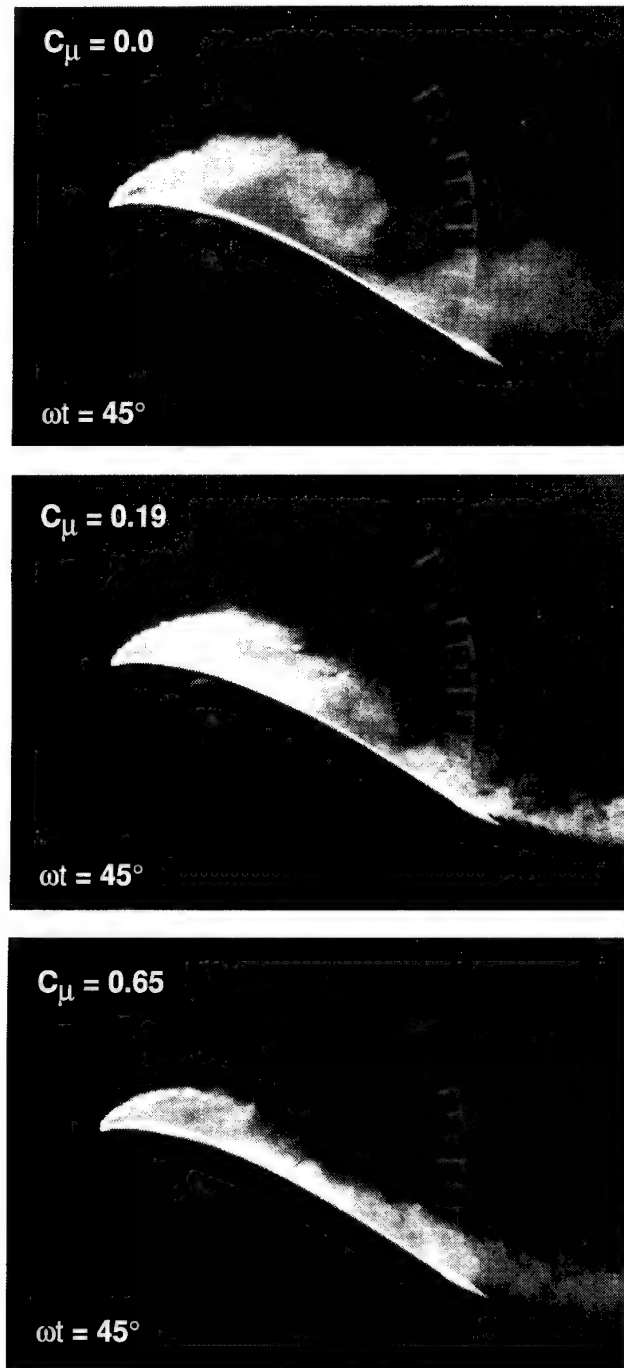 Cμ = 0.0
ωt = 45°
Cμ = 0.19
ωt = 45°
Cμ = 0.65
ωt = 45°